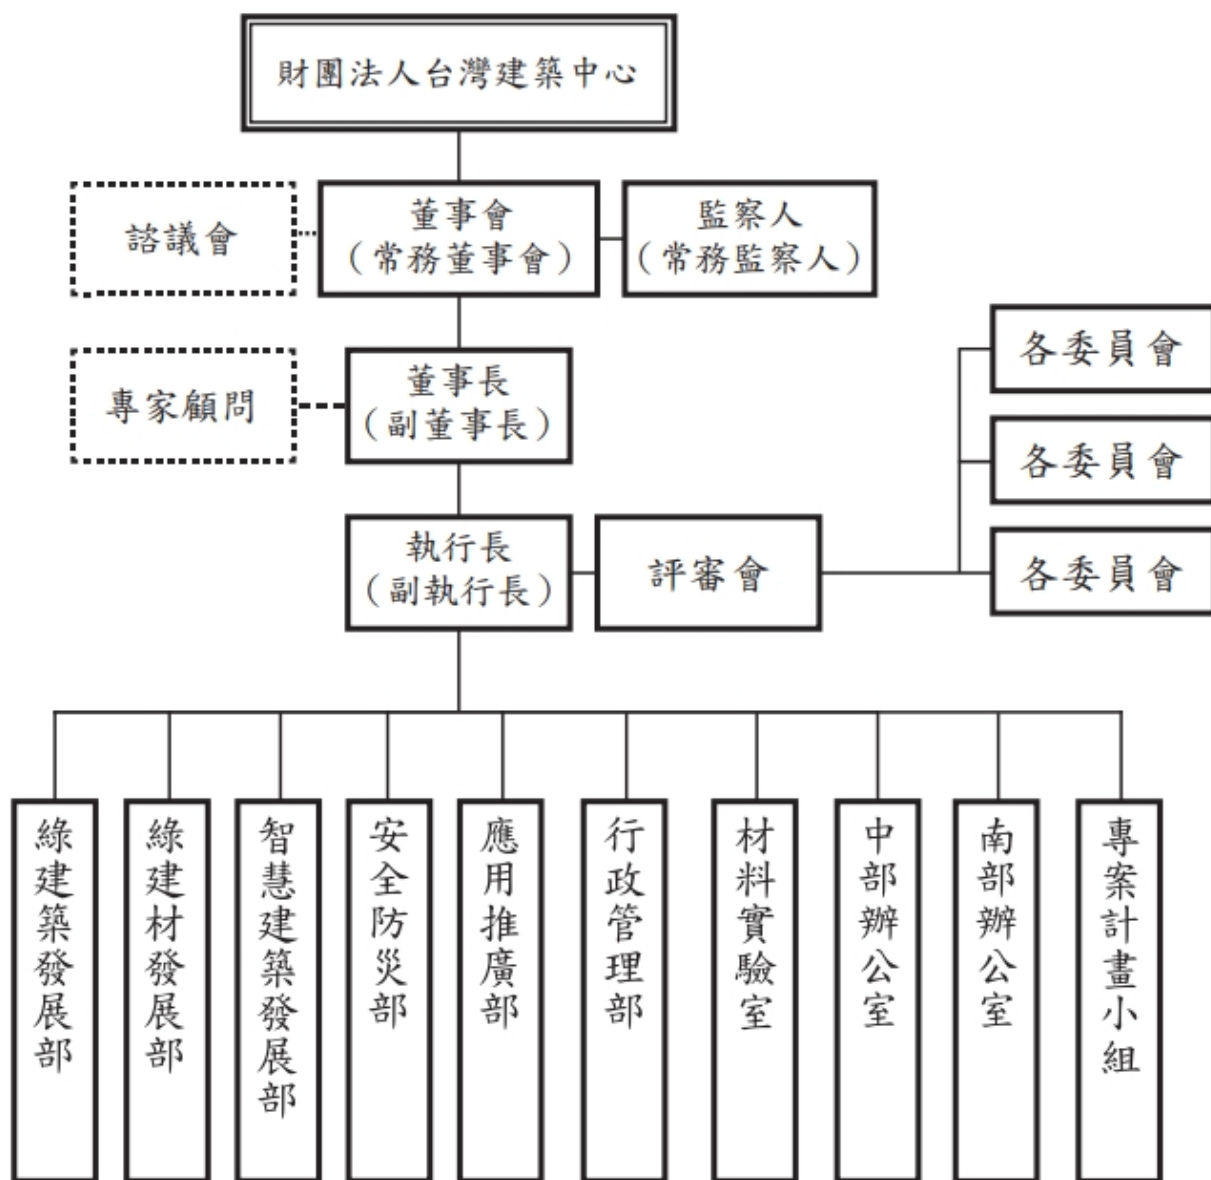 財團法人台灣建築中心
諮議會
董事會
（常務董事會）
監察人
（常務監察人）
專家顧問
董事長
（副董事長）
各委員會
各委員會
各委員會
執行長
（副執行長）
評審會
綠建築發展部
綠建材發展部
智慧建築發展部
安全防災部
應用推廣部
行政管理部
材料實驗室
中部辦公室
南部辦公室
專案計畫小組